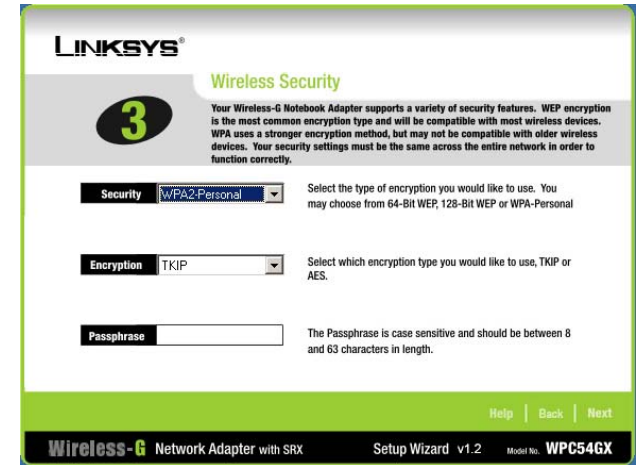 LINKSYS®
Wireless Security
3
Your Wireless-G Notebook Adapter supports a variety of security features. WEP encryption
is the most common encryption type and will be compatible with most wireless devices.
WPA uses a stronger encryption method, but may not be compatible with older wireless
devices. Your security settings must be the same across the entire network in order to
function correctly.
Security WPA2-Personal
Select the type of encryption you would like to use. You
may choose from 64-Bit WEP, 128-Bit WEP or WPA-Personal
Encryption TKIP
Select which encryption type you would like to use, TKIP or
AES.
Passphrase
The Passphrase is case sensitive and should be between 8
and 63 characters in length.
Help | Back | Next
Wireless-G Network Adapter with SRX Setup Wizard v1.2 Model No. WPC54GX